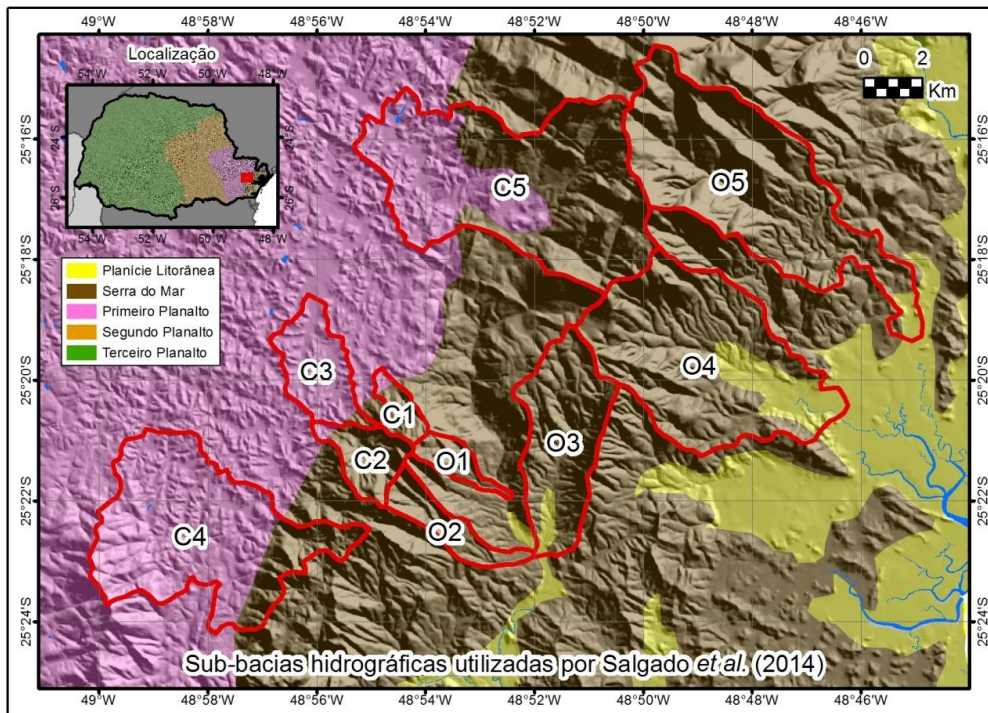 49°W 48°58'W 48°56'W 48°54'W 48°52'W 48°50'W 48°48'W 48°46'W
Localização
54°W 52°W 50°W 48°W
24°S 24°S
26°S 26°S
54°W 52°W 50°W 48°W
0 2
Km
Planície Litorânea
Serra do Mar
Primeiro Planalto
Segundo Planalto
Terceiro Planalto
25°16'S 25°16'S
25°18'S 25°18'S
25°20'S 25°20'S
25°22'S 25°22'S
25°24'S 25°24'S
C5
O5
C3
O4
C1
O3
C2
O1
C4
O2
Sub-bacias hidrográficas utilizadas por Salgado et al. (2014)
49°W 48°58'W 48°56'W 48°54'W 48°52'W 48°50'W 48°48'W 48°46'W